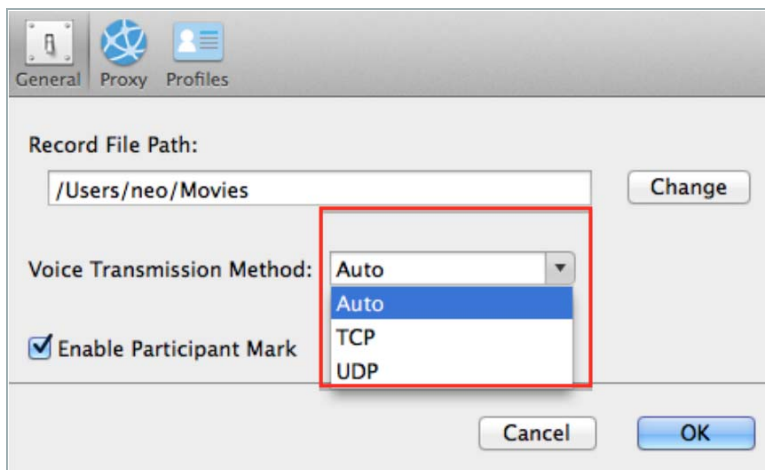 General Proxy Profiles
Record File Path:
/Users/neo/Movies Change
Voice Transmission Method: Auto
Auto
TCP
Enable Participant Mark
UDP
Cancel OK